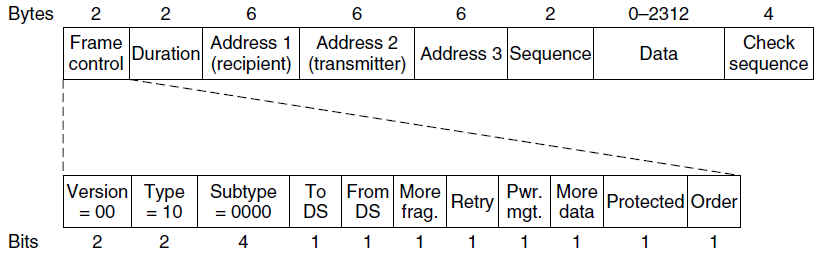 Bytes 2 2 6 6 6 2 0–2312 4
Frame control Duration Address 1 (recipient) Address 2 (transmitter) Address 3 Sequence Data Check sequence
Version = 00 Type = 10 Subtype = 0000 To DS From DS More frag. Retry Pwr. mgt. More data Protected Order
Bits 2 2 4 1 1 1 1 1 1 1 1